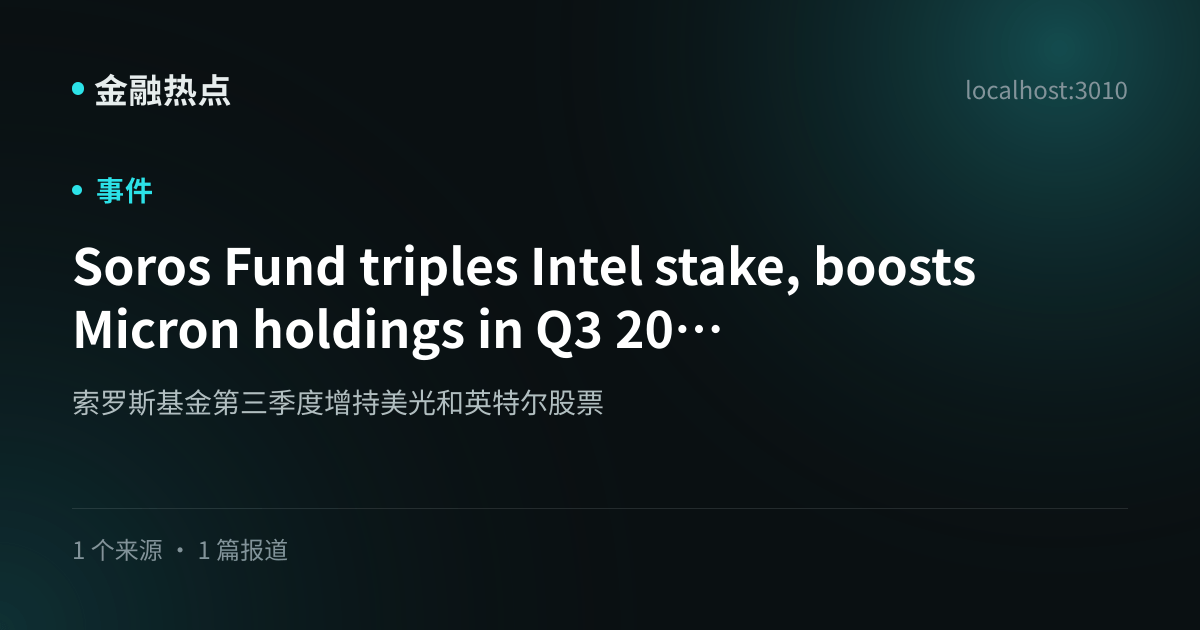 金融热点
localhost:3010
事件
Soros Fund triples Intel stake, boosts
Micron holdings in Q3 20…
索罗斯基金第三季度增持美光和英特尔股票
1 个来源 · 1 篇报道